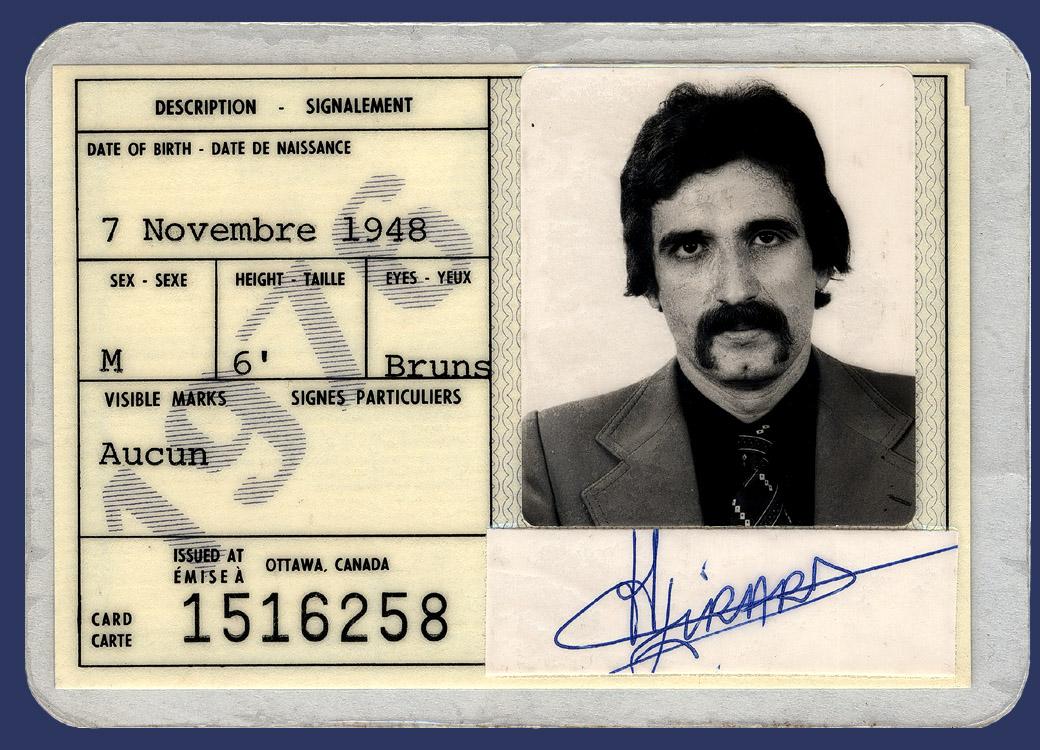 DESCRIPTION - SIGNALEMENT
DATE OF BIRTH - DATE DE NAISSANCE
7 Novembre 1948
SEX - SEXE HEIGHT - TAILLE EYES - YEUX
M 6' Bruns
VISIBLE MARKS SIGNES PARTICULIERS
Aucun
1976
ISSUED AT
ÉMISE À OTTAWA, CANADA
CARD
CARTE 1516258